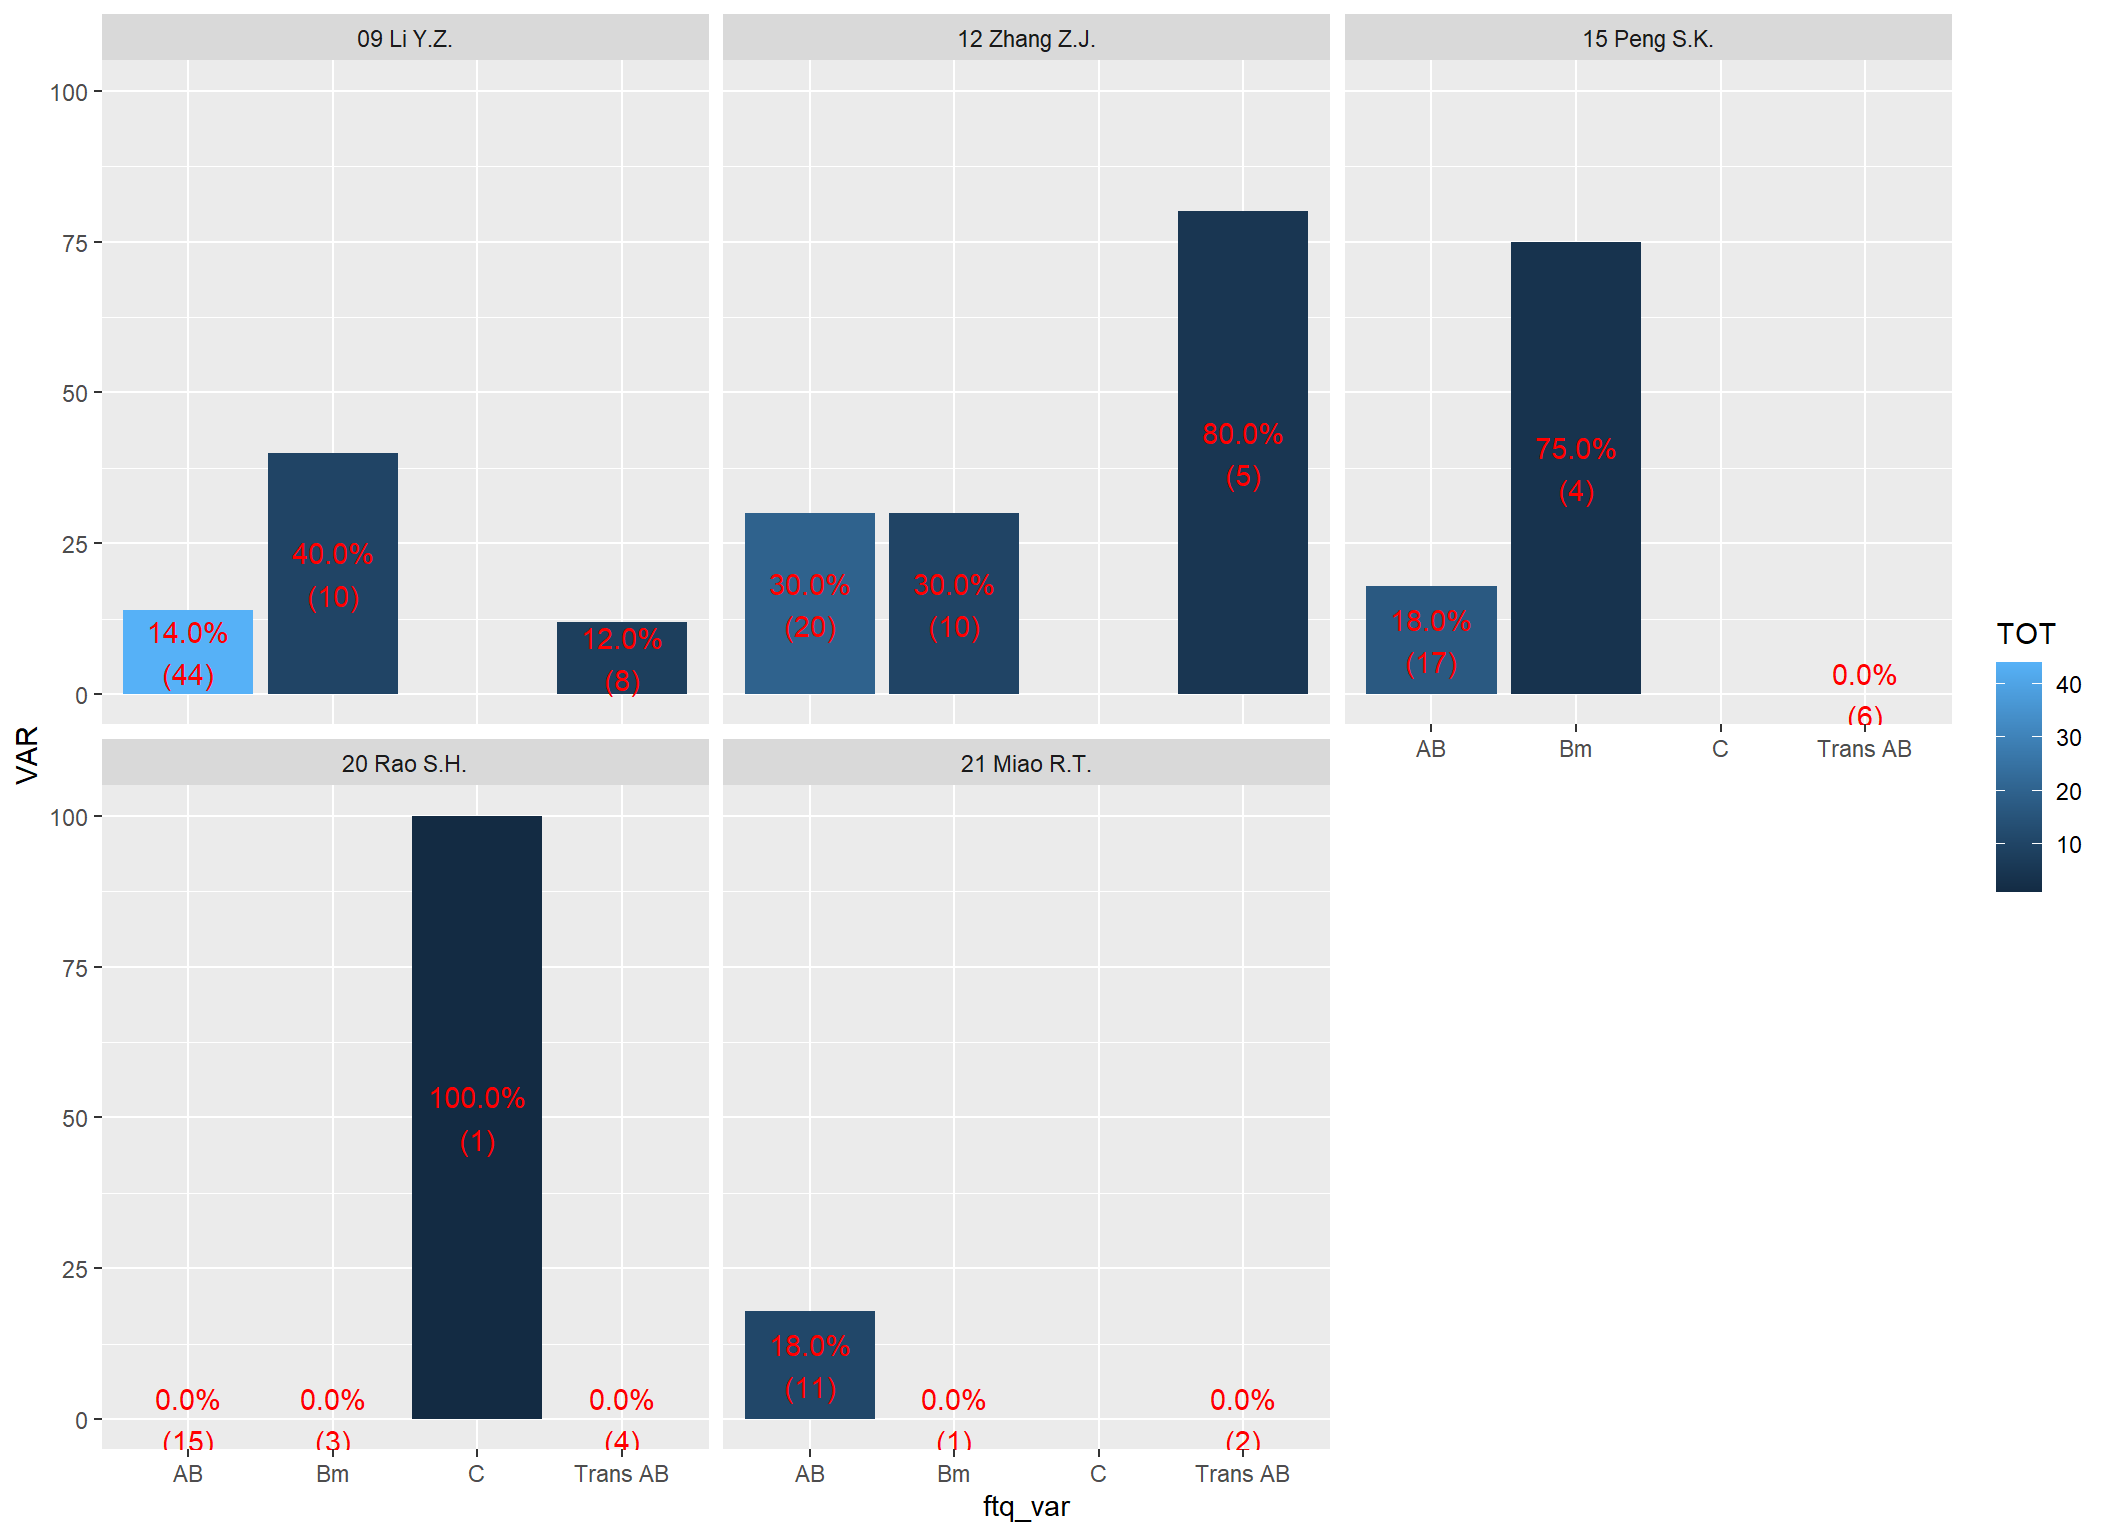 09 Li Y.Z.
12 Zhang Z.J.
15 Peng S.K.
100
75
50
25
0
14.0%
(44)
40.0%
(10)
12.0%
(8)
30.0%
(20)
30.0%
(10)
80.0%
(5)
18.0%
(17)
75.0%
(4)
0.0%
(6)
AB
Bm
C
Trans AB
VAR
20 Rao S.H.
21 Miao R.T.
100
75
50
25
0
0.0%
(15)
0.0%
(3)
100.0%
(1)
0.0%
(4)
18.0%
(11)
0.0%
(1)
0.0%
(2)
AB
Bm
C
Trans AB
AB
Bm
C
Trans AB
ftq_var
TOT
40
30
20
10